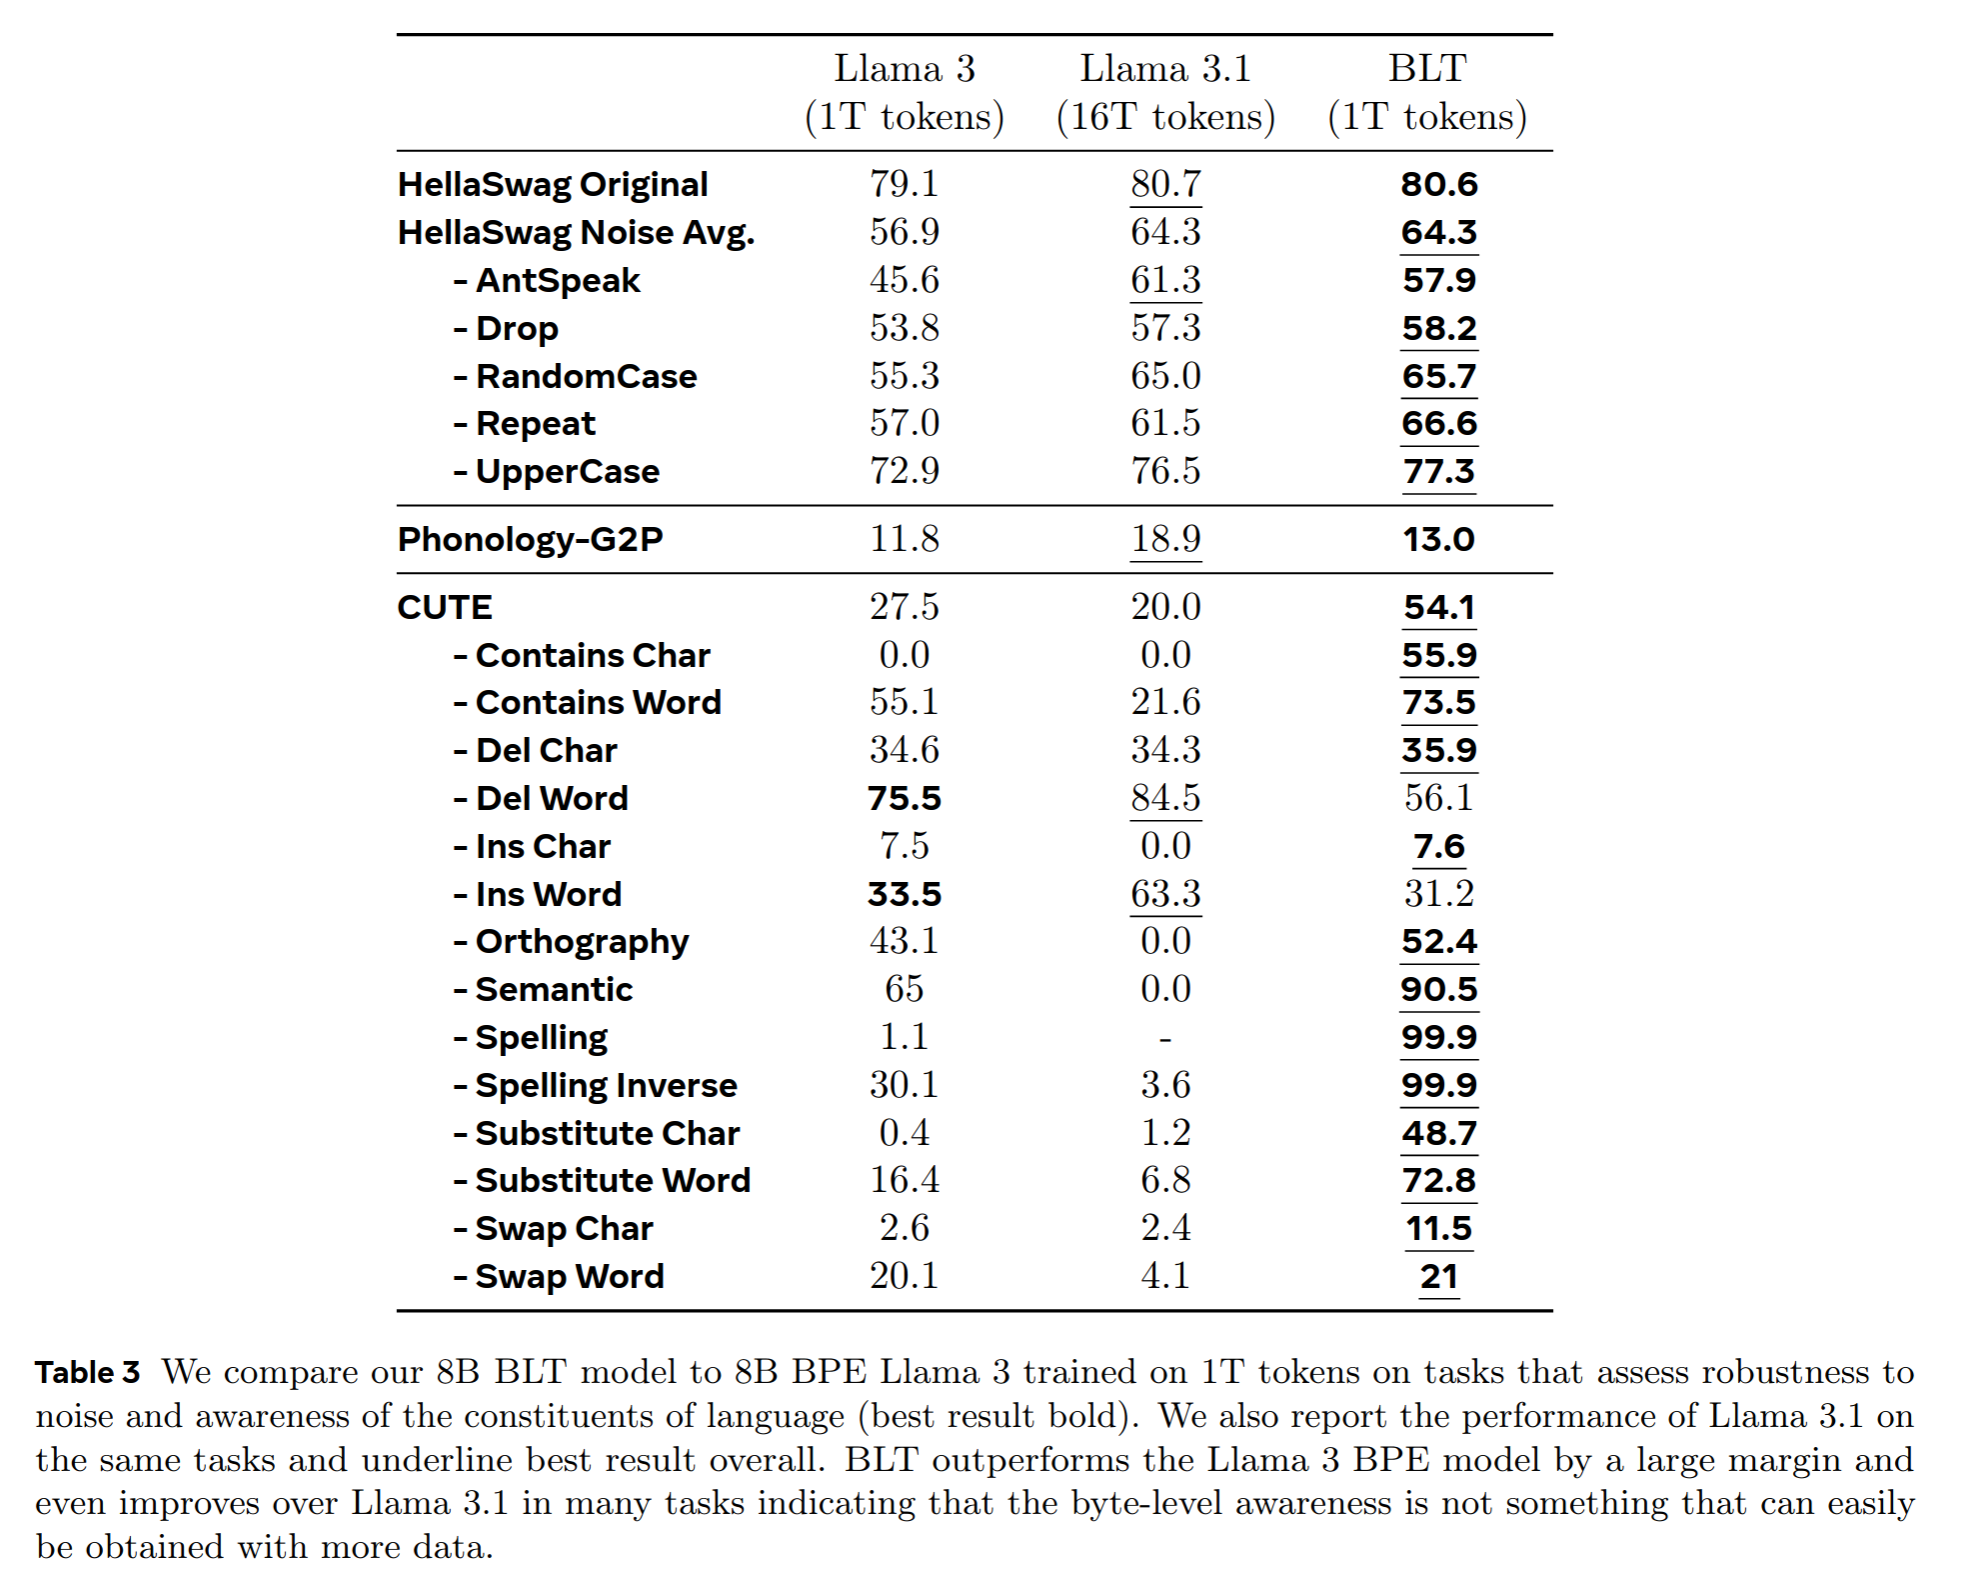 Llama 3 Llama 3.1 BLT
(1T tokens) (16T tokens) (1T tokens)
HellaSwag Original 79.1 80.7 80.6
HellaSwag Noise Avg. 56.9 64.3 64.3
- AntSpeak 45.6 61.3 57.9
- Drop 53.8 57.3 58.2
- RandomCase 55.3 65.0 65.7
- Repeat 57.0 61.5 66.6
- UpperCase 72.9 76.5 77.3
Phonology-G2P 11.8 18.9 13.0
CUTE 27.5 20.0 54.1
- Contains Char 0.0 0.0 55.9
- Contains Word 55.1 21.6 73.5
- Del Char 34.6 34.3 35.9
- Del Word 75.5 84.5 56.1
- Ins Char 7.5 0.0 7.6
- Ins Word 33.5 63.3 31.2
- Orthography 43.1 0.0 52.4
- Semantic 65 0.0 90.5
- Spelling 1.1 - 99.9
- Spelling Inverse 30.1 3.6 99.9
- Substitute Char 0.4 1.2 48.7
- Substitute Word 16.4 6.8 72.8
- Swap Char 2.6 2.4 11.5
- Swap Word 20.1 4.1 21
Table 3 We compare our 8B BLT model to 8B BPE Llama 3 trained on 1T tokens on tasks that assess robustness to
noise and awareness of the constituents of language (best result bold). We also report the performance of Llama 3.1 on
the same tasks and underline best result overall. BLT outperforms the Llama 3 BPE model by a large margin and
even improves over Llama 3.1 in many tasks indicating that the byte-level awareness is not something that can easily
be obtained with more data.